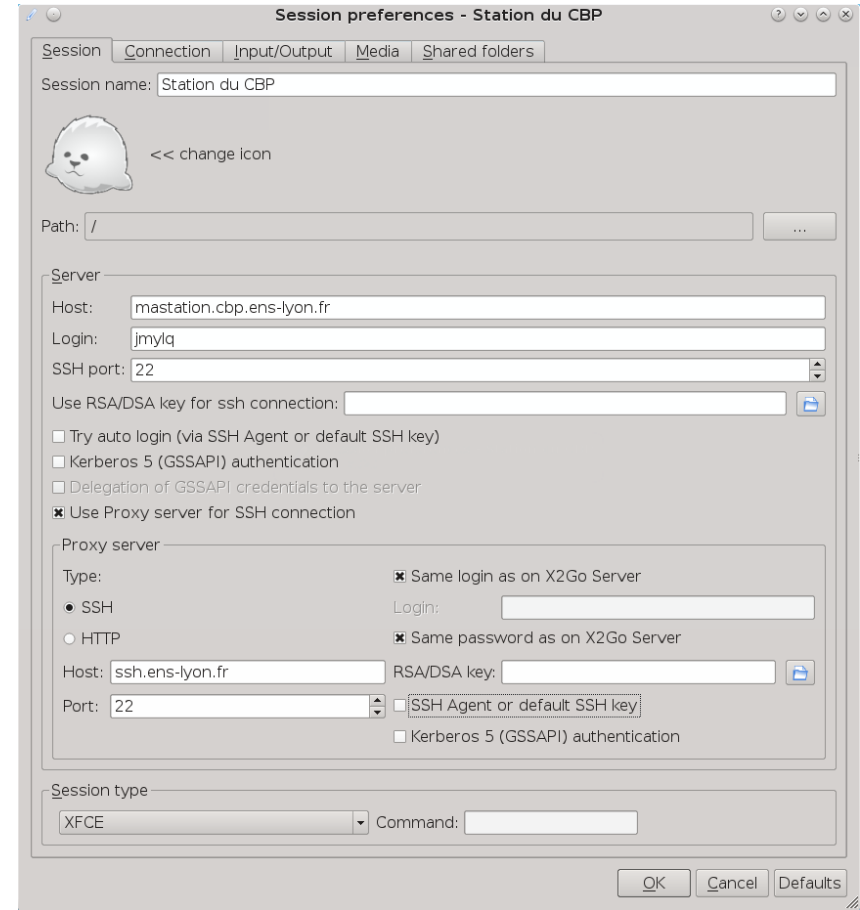 Session preferences - Station du CBP
Session Connection Input/Output Media Shared folders
Session name: Station du CBP
<< change icon
Path: / ...
Server
Host: mastation.cbp.ens-lyon.fr
Login: jmylq
SSH port: 22
Use RSA/DSA key for ssh connection:
Try auto login (via SSH Agent or default SSH key)
Kerberos 5 (GSSAPI) authentication
Delegation of GSSAPI credentials to the server
Use Proxy server for SSH connection
Proxy server
Type: Same login as on X2Go Server
SSH Login:
HTTP Same password as on X2Go Server
Host: ssh.ens-lyon.fr RSA/DSA key:
Port: 22 SSH Agent or default SSH key
Kerberos 5 (GSSAPI) authentication
Session type
XFCE Command:
OK Cancel Defaults